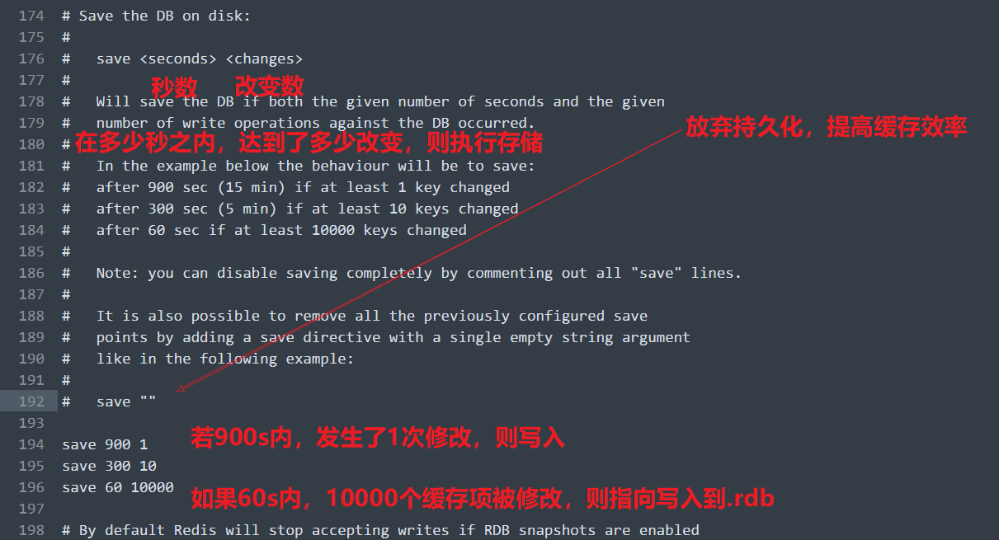 174 # Save the DB on disk:
175 #
176 #   save <seconds> <changes>
177 #
秒数 改变数
178 #   Will save the DB if both the given number of seconds and the given
179 #   number of write operations against the DB occurred.
放弃持久化，提高缓存效率
180 #
在多少秒之内，达到了多少改变，则执行存储
181 #   In the example below the behaviour will be to save:
182 #   after 900 sec (15 min) if at least 1 key changed
183 #   after 300 sec (5 min) if at least 10 keys changed
184 #   after 60 sec if at least 10000 keys changed
185 #
186 #   Note: you can disable saving completely by commenting out all "save" lines.
187 #
188 #   It is also possible to remove all the previously configured save
189 #   points by adding a save directive with a single empty string argument
190 #   like in the following example:
191 #
192 #   save ""
193
若900s内，发生了1次修改，则写入
194 save 900 1
195 save 300 10
196 save 60 10000
如果60s内，10000个缓存项被修改，则指向写入到.rdb
197
198 # By default Redis will stop accepting writes if RDB snapshots are enabled